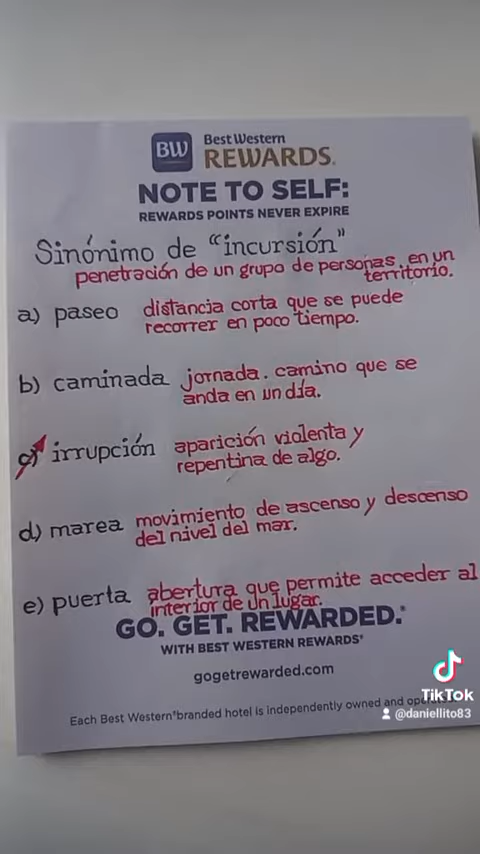 BW Best Western
REWARDS.
NOTE TO SELF:
REWARDS POINTS NEVER EXPIRE
Sinónimo de "incursión"
penetración de un grupo de personas en un
territorio.
a) paseo distancia corta que se puede
recorrer en poco tiempo.
b) caminada jornada. camino que se
anda en un día.
c) irrupción aparición violenta y
repentina de algo.
d) marea movimiento de ascenso y descenso
del nivel del mar.
e) puerta abertura que permite acceder al
interior de un lugar.
GO. GET. REWARDED.®
WITH BEST WESTERN REWARDS®
gogetrewarded.com
Each Best Western® branded hotel is independently owned and
TikTok
@daniellito83